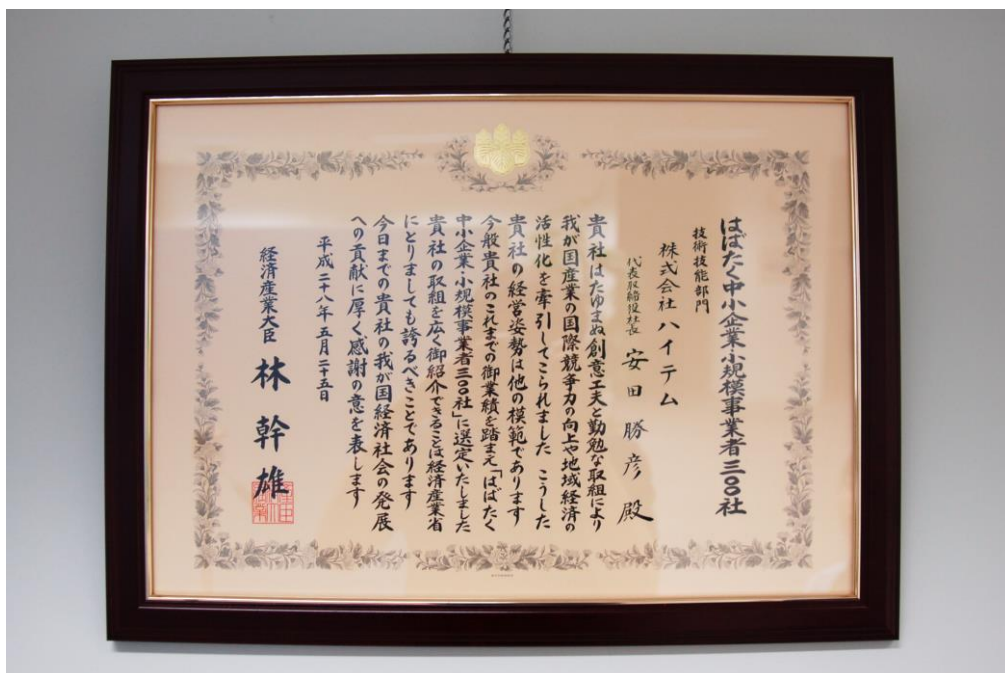 はばたく中小企業・小規模事業者三〇〇社
技術技能部門
株式会社ハイテム
代表取締役社長 安田勝彦殿
貴社はたゆまぬ創意工夫と勤勉な取組により
我が国産業の国際競争力の向上や地域経済の
活性化を牽引してこられました こうした
貴社の経営姿勢は他の模範であります
今般貴社のこれまでの御業績を踏まえ「はばたく
中小企業・小規模事業者三〇〇社」に選定いたしました
貴社の取組を広く御紹介できることは経済産業省
にとりましても誇るべきことであります
今日までの貴社の我が国経済社会の発展
への貢献に厚く感謝の意を表します
平成二十八年五月二十五日
経済産業大臣 林幹雄